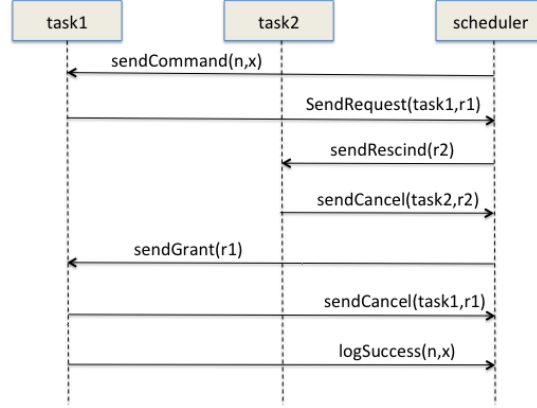 task1 task2 scheduler
sendCommand(n,x)
SendRequest(task1,r1)
sendRescind(r2)
sendCancel(task2,r2)
sendGrant(r1)
sendCancel(task1,r1)
logSuccess(n,x)